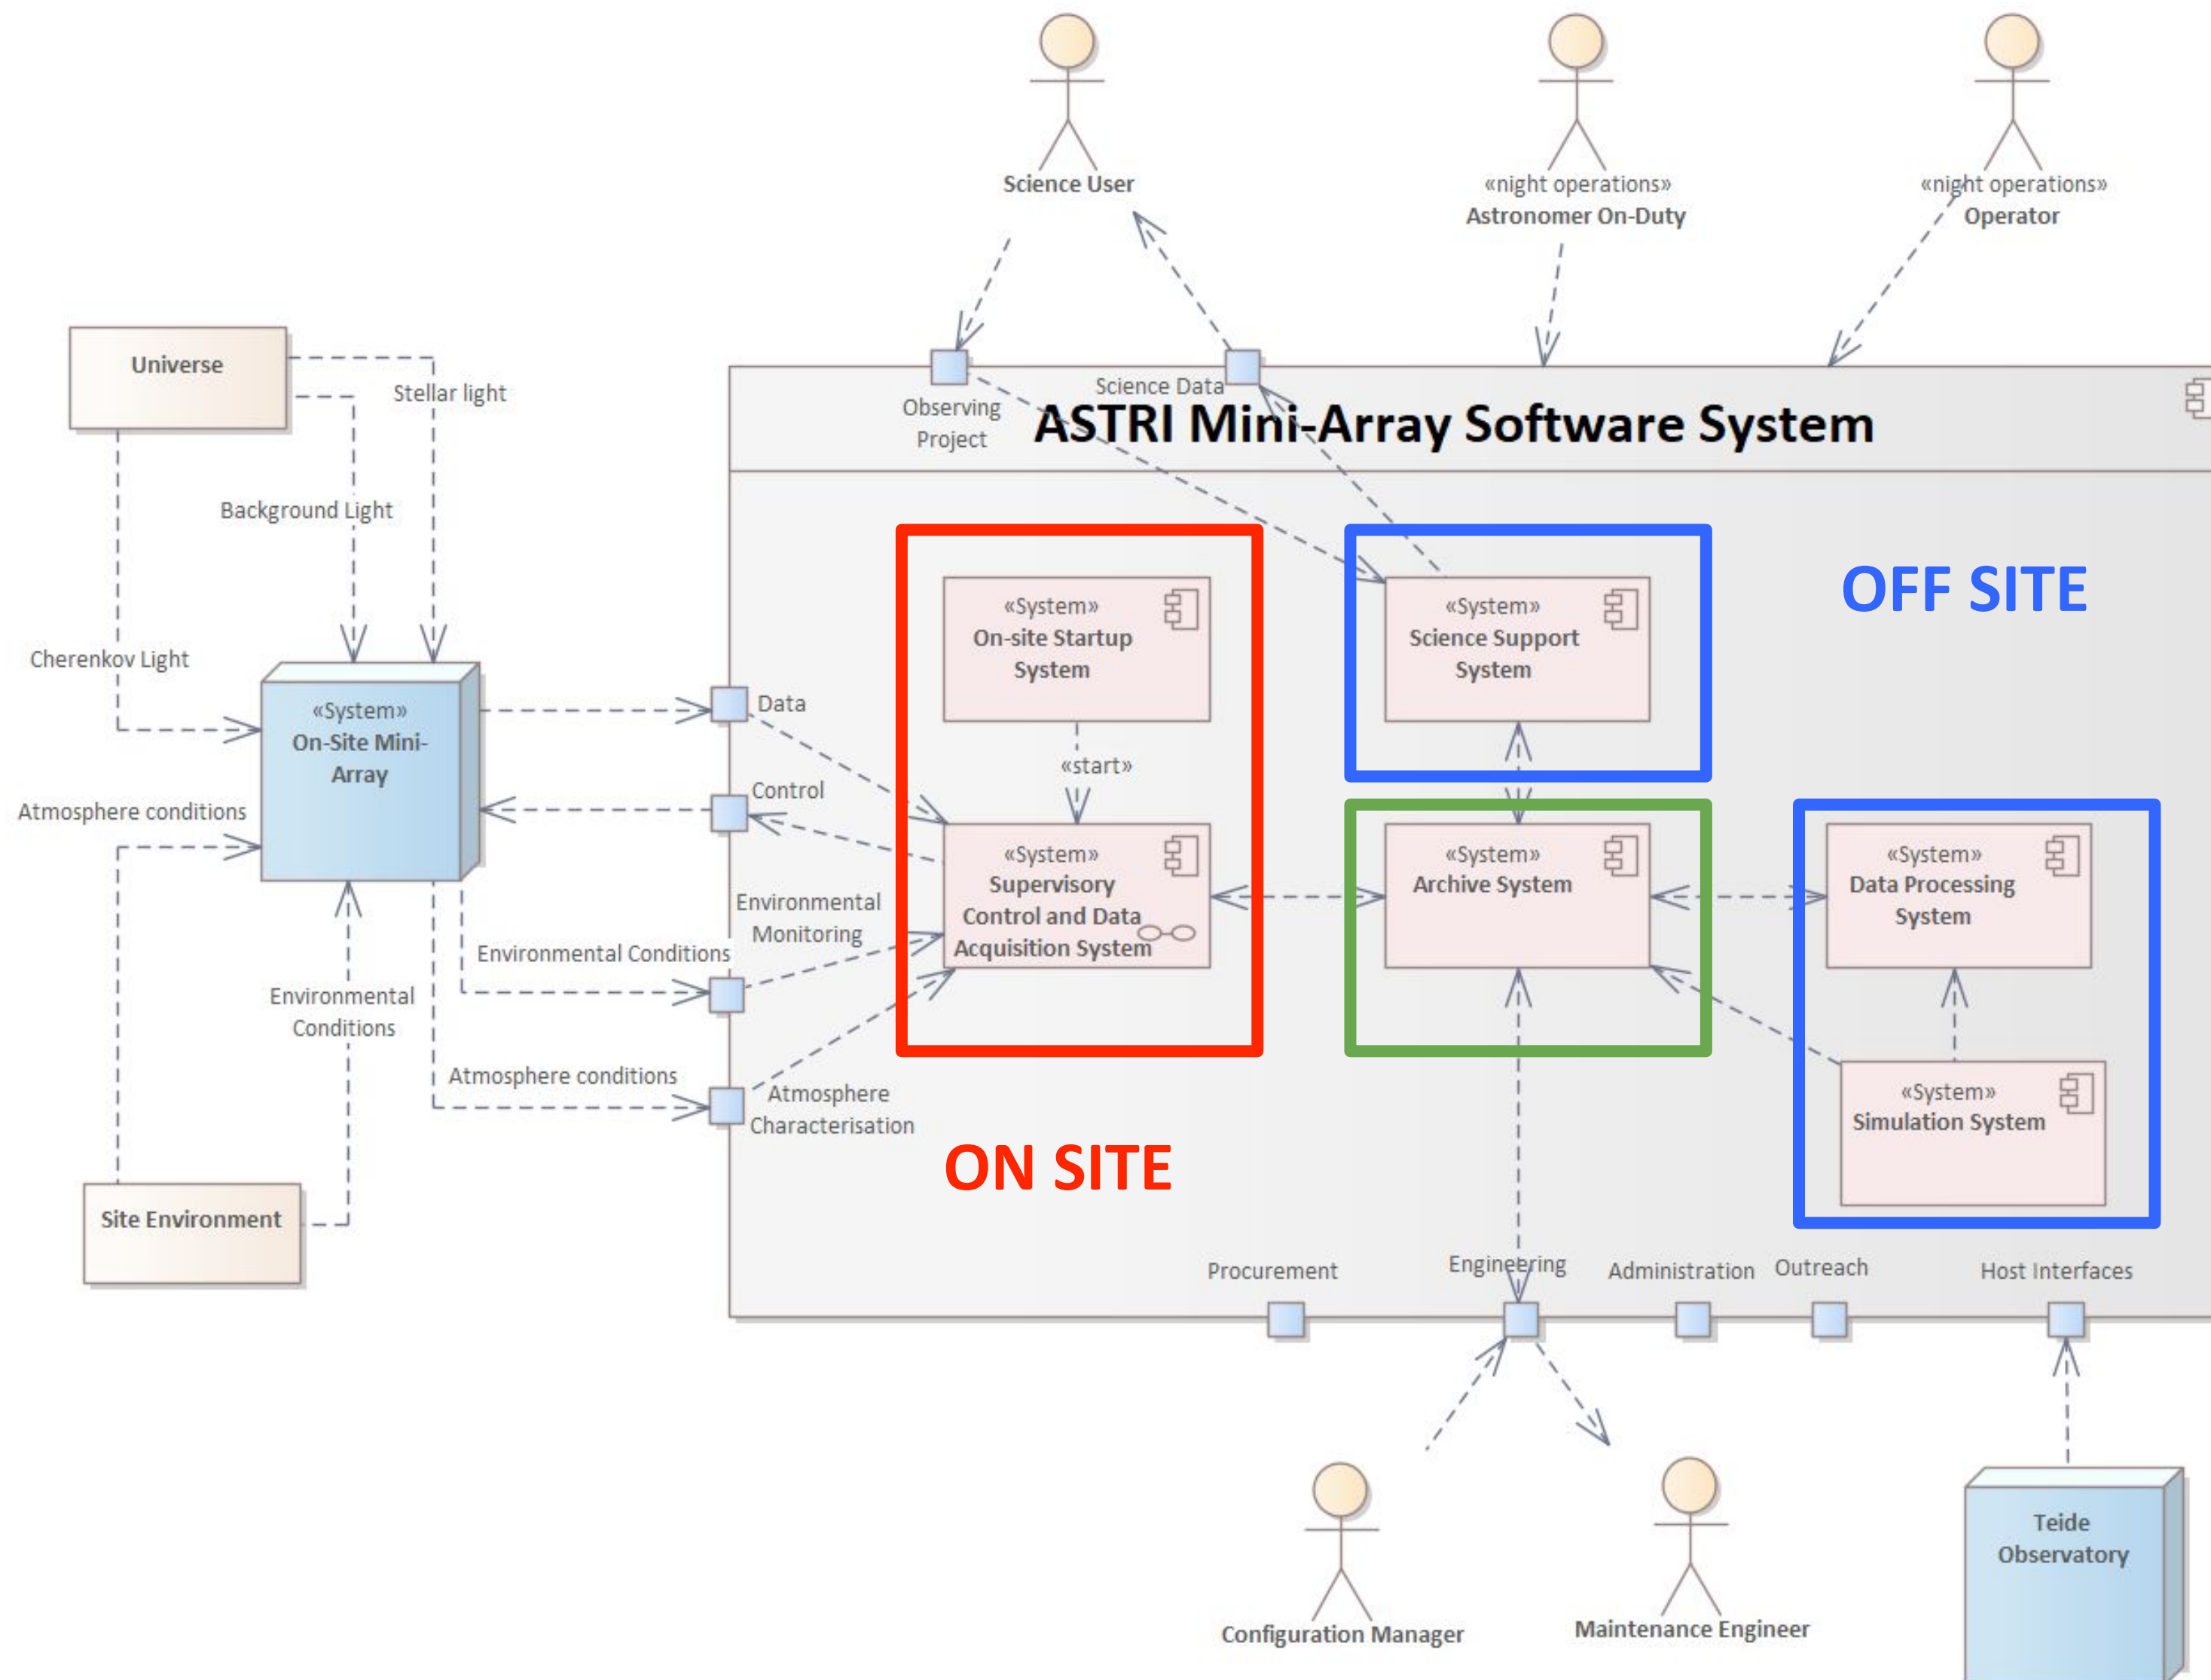 Science User
«night operations»
Astronomer On-Duty
«night operations»
Operator
Universe
Stellar light
Background Light
Cherenkov Light
Atmosphere conditions
«System»
On-Site Mini-
Array
Environmental
Conditions
Site Environment
Environmental Conditions
Atmosphere conditions
Observing
Project
Science Data
ASTRI Mini-Array Software System
Data
Control
Environmental
Monitoring
Atmosphere
Characterisation
«System»
On-site Startup
System
«start»
«System»
Supervisory
Control and Data
Acquisition System
ON SITE
«System»
Science Support
System
OFF SITE
«System»
Archive System
«System»
Data Processing
System
«System»
Simulation System
Procurement
Engineering
Administration
Outreach
Host Interfaces
Configuration Manager
Maintenance Engineer
Teide
Observatory